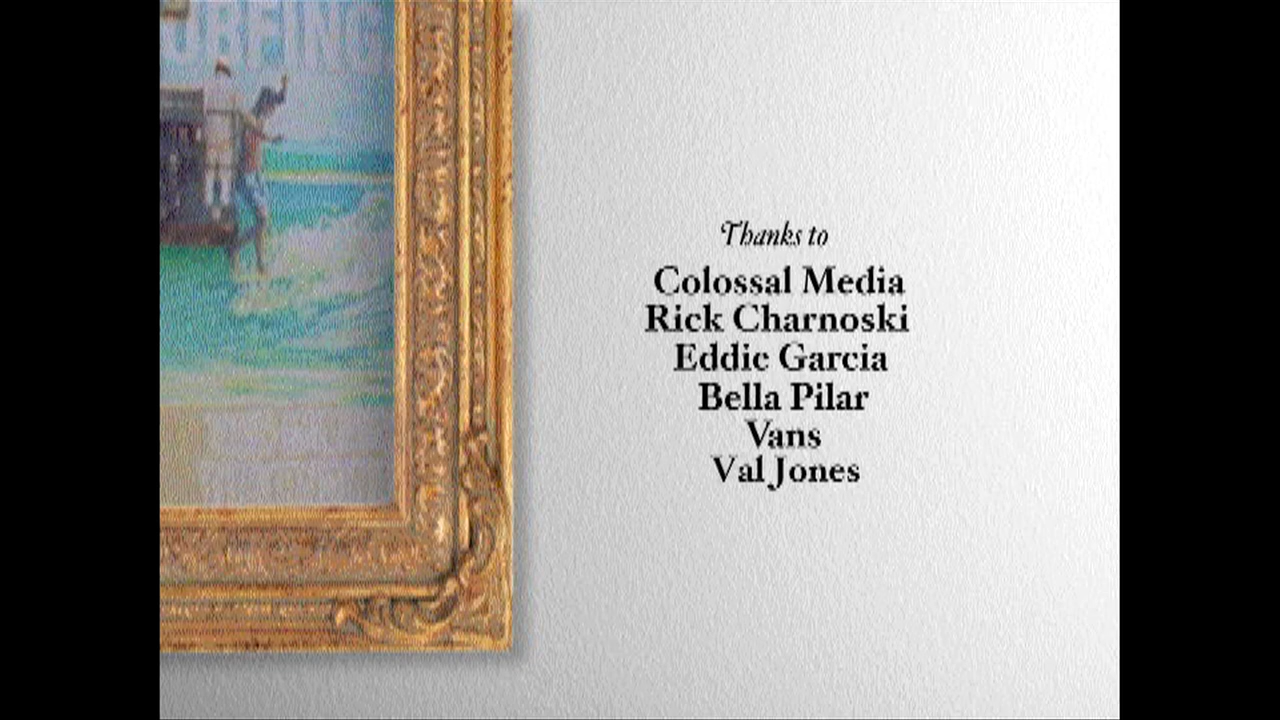 Thanks to
Colossal Media
Rick Charnoski
Eddie Garcia
Bella Pilar
Vans
Val Jones